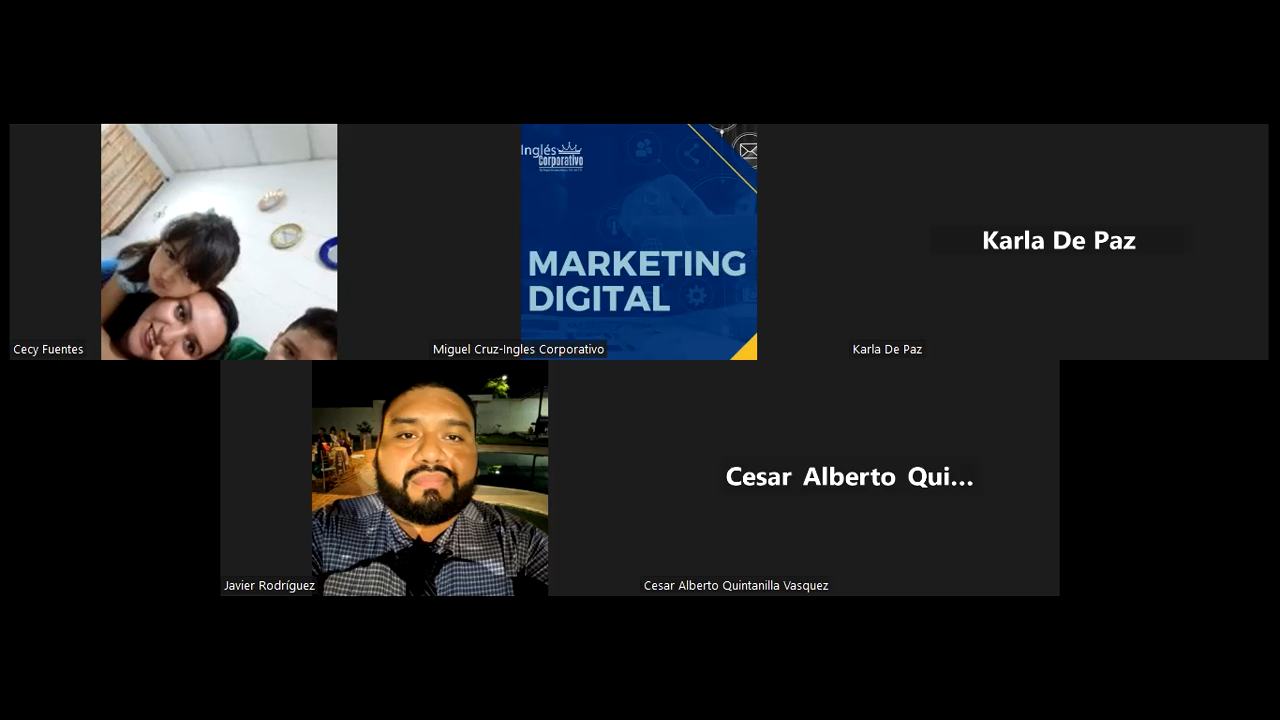 Inglés
Corporativo
MARKETING
DIGITAL
Karla De Paz
Cecy Fuentes
Miguel Cruz-Ingles Corporativo
Karla De Paz
Cesar Alberto Qui...
Javier Rodríguez
Cesar Alberto Quintanilla Vasquez